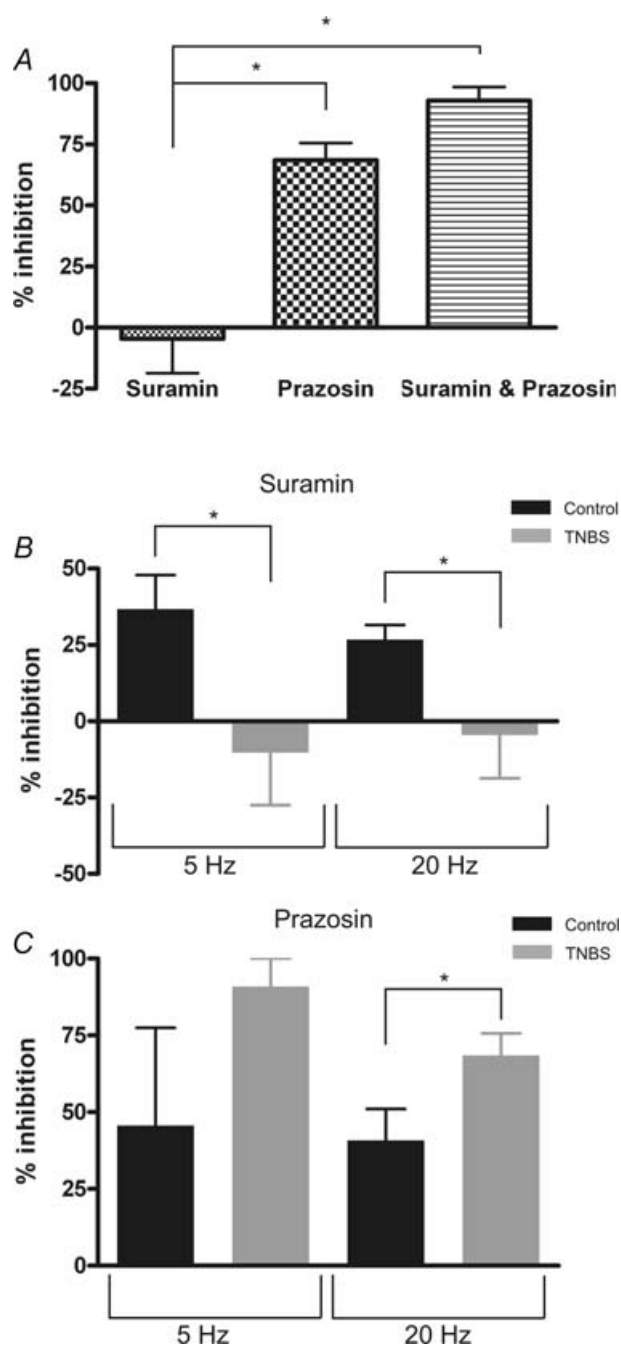 A
*
*
100
75
50
25
0
-25
% inhibition
Suramin
Prazosin
Suramin & Prazosin
Suramin
Control
TNBS
B
*
*
50
25
0
-25
-50
% inhibition
5 Hz
20 Hz
Prazosin
Control
TNBS
C
*
100
75
50
25
0
% inhibition
5 Hz
20 Hz